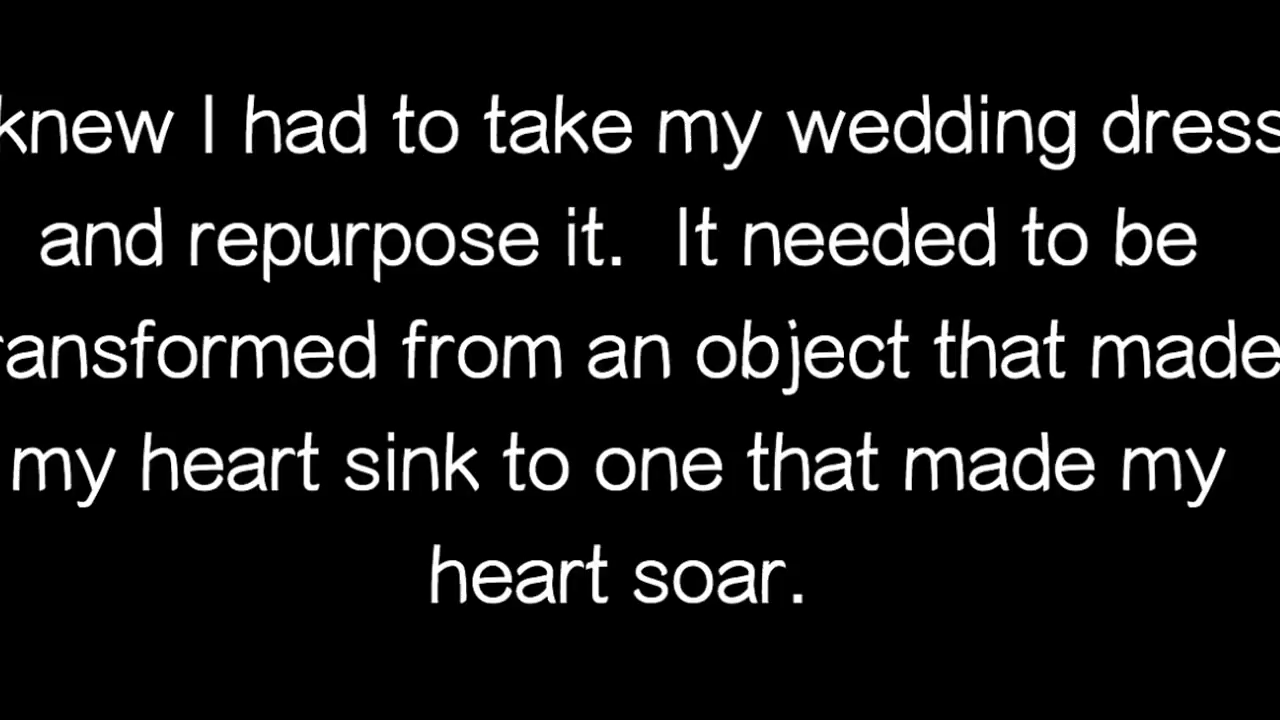 knew I had to take my wedding dress
and repurpose it.  It needed to be
ransformed from an object that made
my heart sink to one that made my
heart soar.